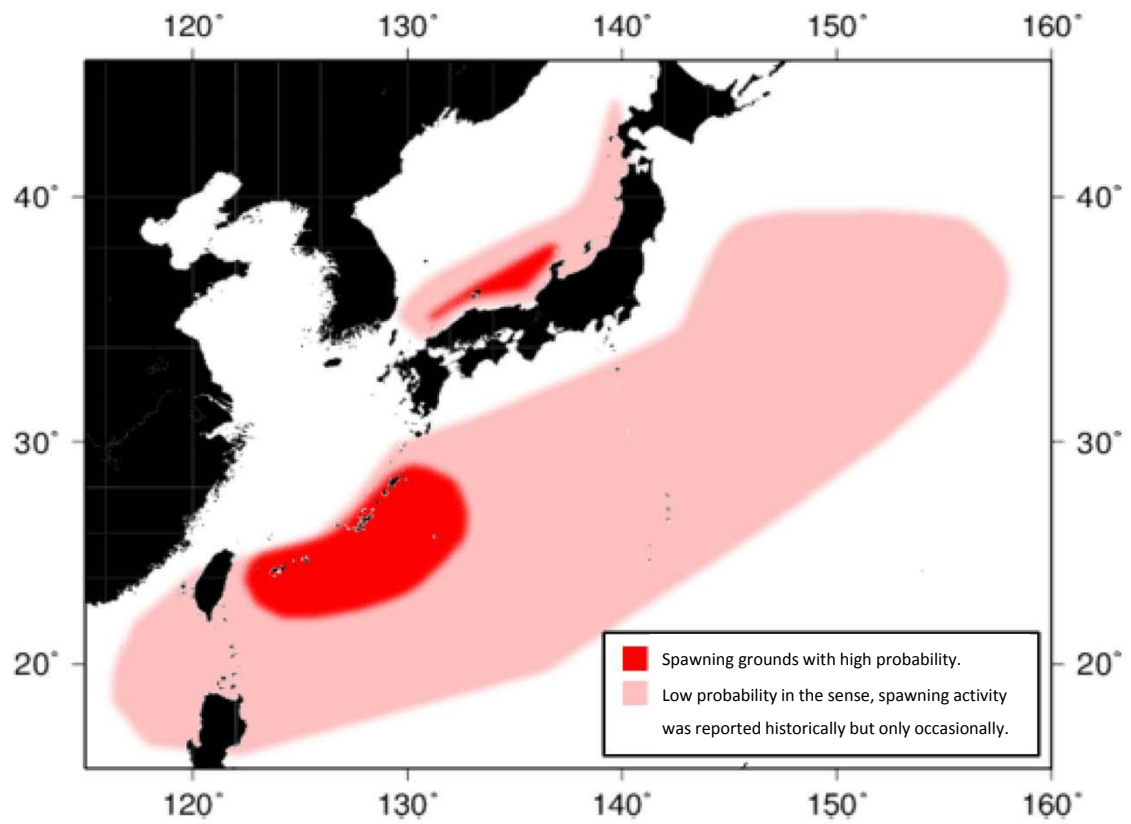 120° 130° 140° 150° 160°
40° 40°
30° 30°
20° 20°
Spawning grounds with high probability.
Low probability in the sense, spawning activity
was reported historically but only occasionally.
120° 130° 140° 150° 160°